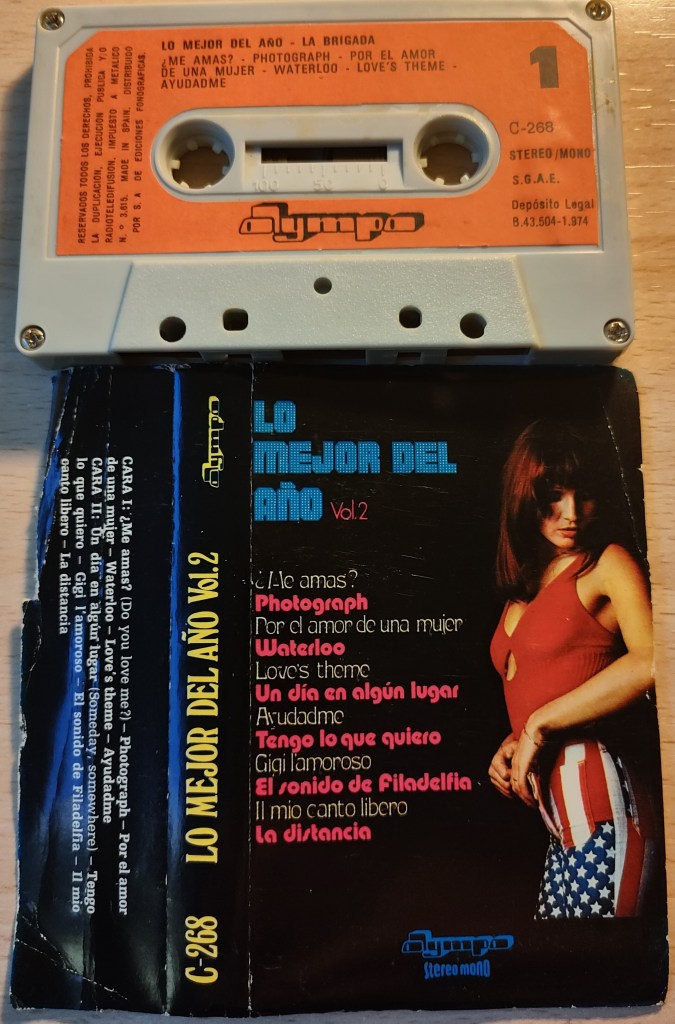 LO MEJOR DEL AÑO - LA BRIGADA
¿ME AMAS? - PHOTOGRAPH - POR EL AMOR
DE UNA MUJER - WATERLOO - LOVE'S THEME -
AYUDADME
1
C-268
STEREO/MONO
S.G.A.E.
Depósito Legal
B.43.504-1.974
RESERVADOS TODOS LOS DERECHOS, PROHIBIDA
LA DUPLICACION, EJECUCION PUBLICA Y/O
RADIOTELEDIFUSION, IMPUESTO A METALICO
N.º 3.615. MADE IN SPAIN. DISTRIBUIDO
POR S.A. DE EDICIONES FONOGRAFICAS.
100 50 0
olympo
LO
MEJOR DEL
AÑO Vol.2
¿Me amas?
Photograph
Por el amor de una mujer
Waterloo
Love's theme
Un día en algún lugar
Ayudadme
Tengo lo que quiero
Gigi l'amoroso
El sonido de Filadelfia
Il mio canto libero
La distancia
olympo
stereo mono
olympo
LO MEJOR DEL AÑO Vol.2
C-268
CARA I: ¿Me amas? (Do you love me?) – Photograph – Por el amor
de una mujer – Waterloo – Love's theme – Ayudadme
CARA II: Un día en algún lugar (Someday, somewhere) – Tengo
lo que quiero – Gigi l'amoroso – El sonido de Filadelfia – Il mio
canto libero – La distancia